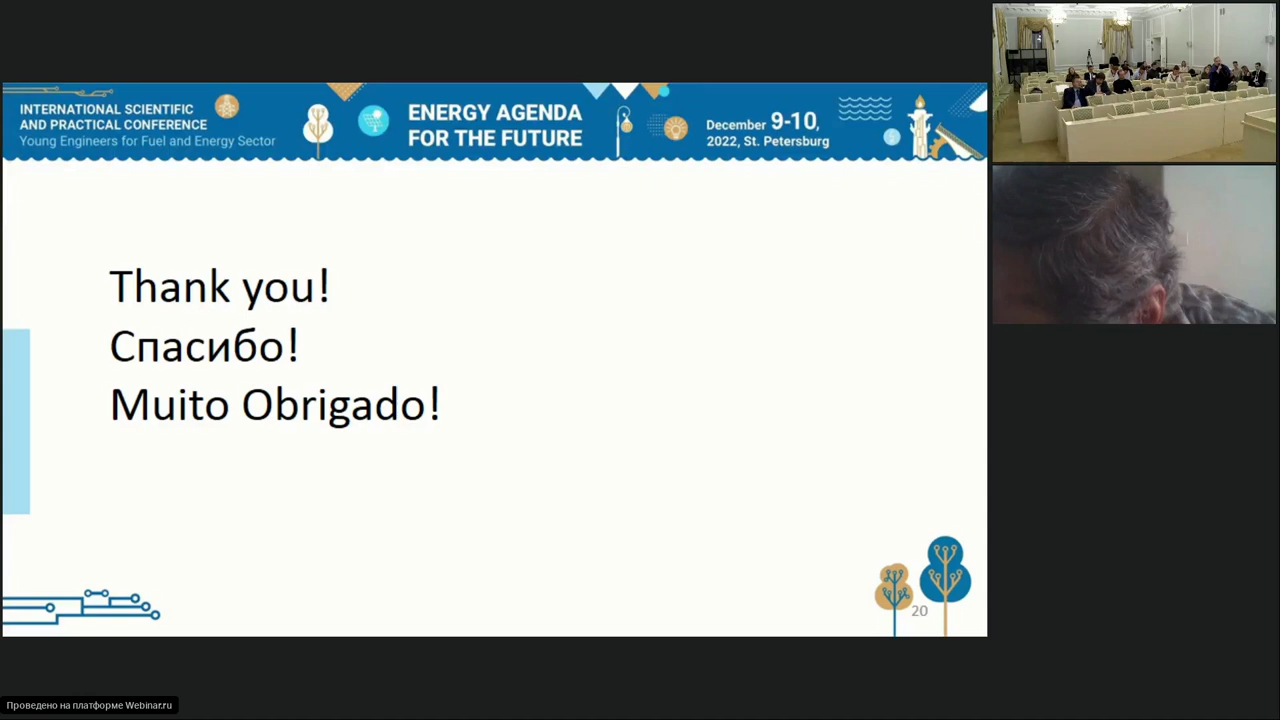 INTERNATIONAL SCIENTIFIC
AND PRACTICAL CONFERENCE
Young Engineers for Fuel and Energy Sector
ENERGY AGENDA
FOR THE FUTURE
December 9-10,
2022, St. Petersburg
Thank you!
Спасибо!
Muito Obrigado!
20
Проведено на платформе Webinar.ru